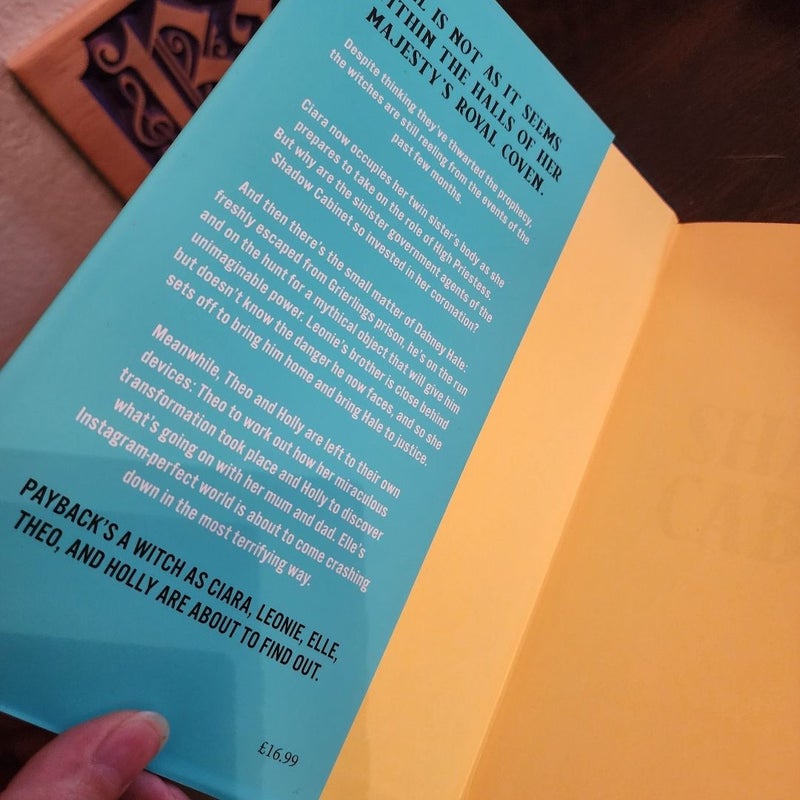 IS NOT AS IT SEEMS
WITHIN THE HALLS OF HER
MAJESTY'S ROYAL COVEN.
Despite thinking they've thwarted the prophecy,
the witches are still reeling from the events of the
past few months.
Ciara now occupies her twin sister's body as she
prepares to take on the role of High Priestess.
But why are the sinister government agents of the
Shadow Cabinet so invested in her coronation?
And then there's the small matter of Dabney Hale:
freshly escaped from Grierlings prison, he's on the run
and on the hunt for a mythical object that will give him
unimaginable power. Leonie's brother is close behind
but doesn't know the danger he now faces, and so she
sets off to bring him home and bring Hale to justice.
Meanwhile, Theo and Holly are left to their own
devices: Theo to work out how her miraculous
transformation took place and Holly to discover
what's going on with her mum and dad. Elle's
Instagram-perfect world is about to come crashing
down in the most terrifying way.
PAYBACK'S A WITCH AS CIARA, LEONIE, ELLE,
THEO, AND HOLLY ARE ABOUT TO FIND OUT.
£16.99